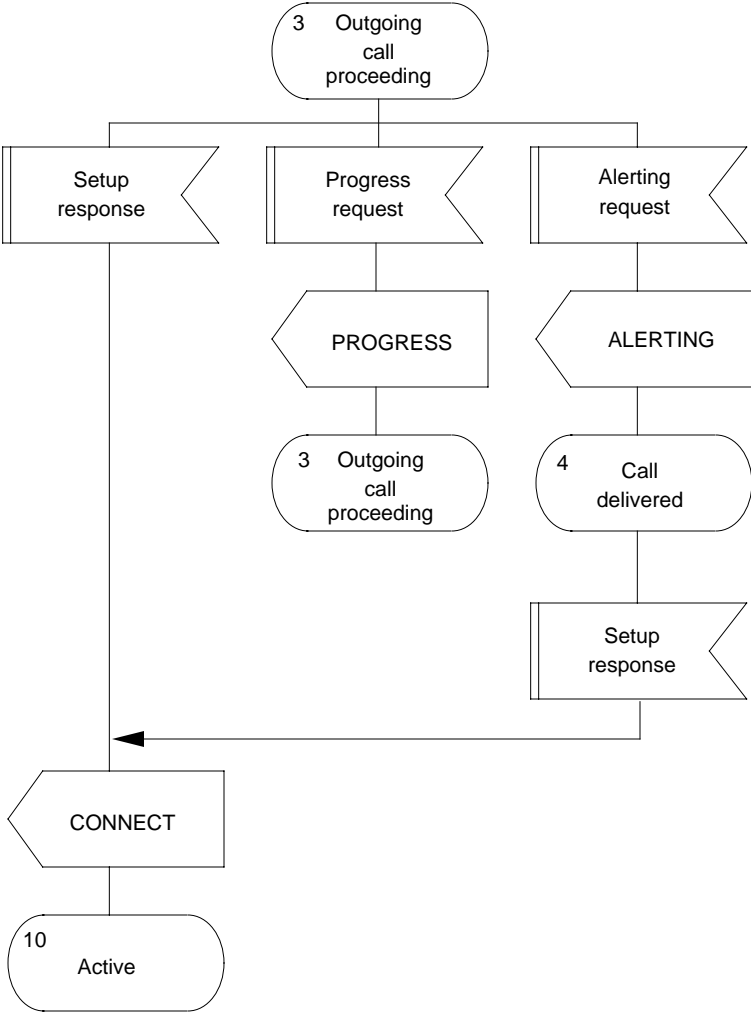 3 Outgoing
call
proceeding
Setup
response
Progress
request
Alerting
request
PROGRESS
ALERTING
3 Outgoing
call
proceeding
4 Call
delivered
Setup
response
CONNECT
10
Active